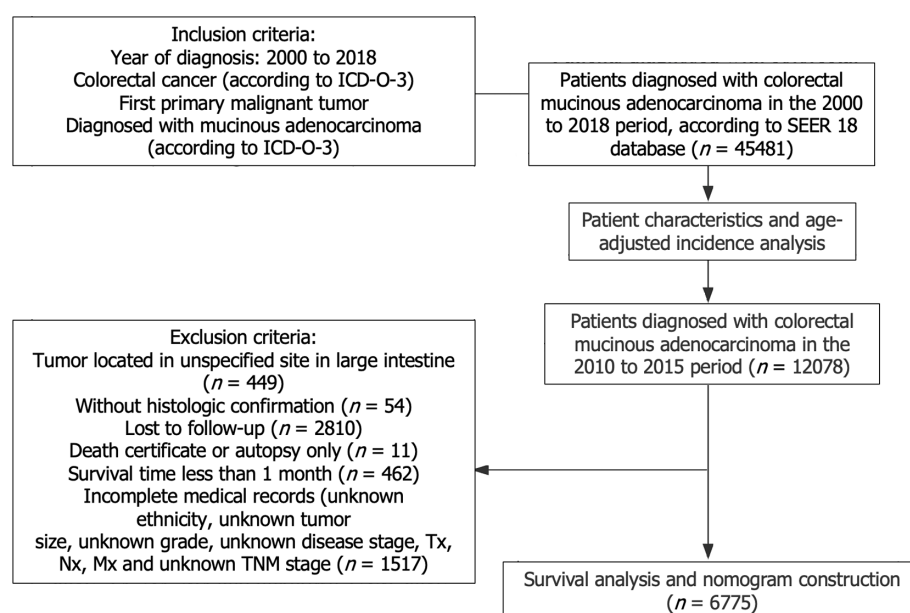 Inclusion criteria:
Year of diagnosis: 2000 to 2018
Colorectal cancer (according to ICD-O-3)
First primary malignant tumor
Diagnosed with mucinous adenocarcinoma
(according to ICD-O-3)
Patients diagnosed with colorectal
mucinous adenocarcinoma in the 2000
to 2018 period, according to SEER 18
database (n = 45481)
Patient characteristics and age-
adjusted incidence analysis
Patients diagnosed with colorectal
mucinous adenocarcinoma in the
2010 to 2015 period (n = 12078)
Exclusion criteria:
Tumor located in unspecified site in large intestine
(n = 449)
Without histologic confirmation (n = 54)
Lost to follow-up (n = 2810)
Death certificate or autopsy only (n = 11)
Survival time less than 1 month (n = 462)
Incomplete medical records (unknown
ethnicity, unknown tumor
size, unknown grade, unknown disease stage, Tx,
Nx, Mx and unknown TNM stage (n = 1517)
Survival analysis and nomogram construction
(n = 6775)